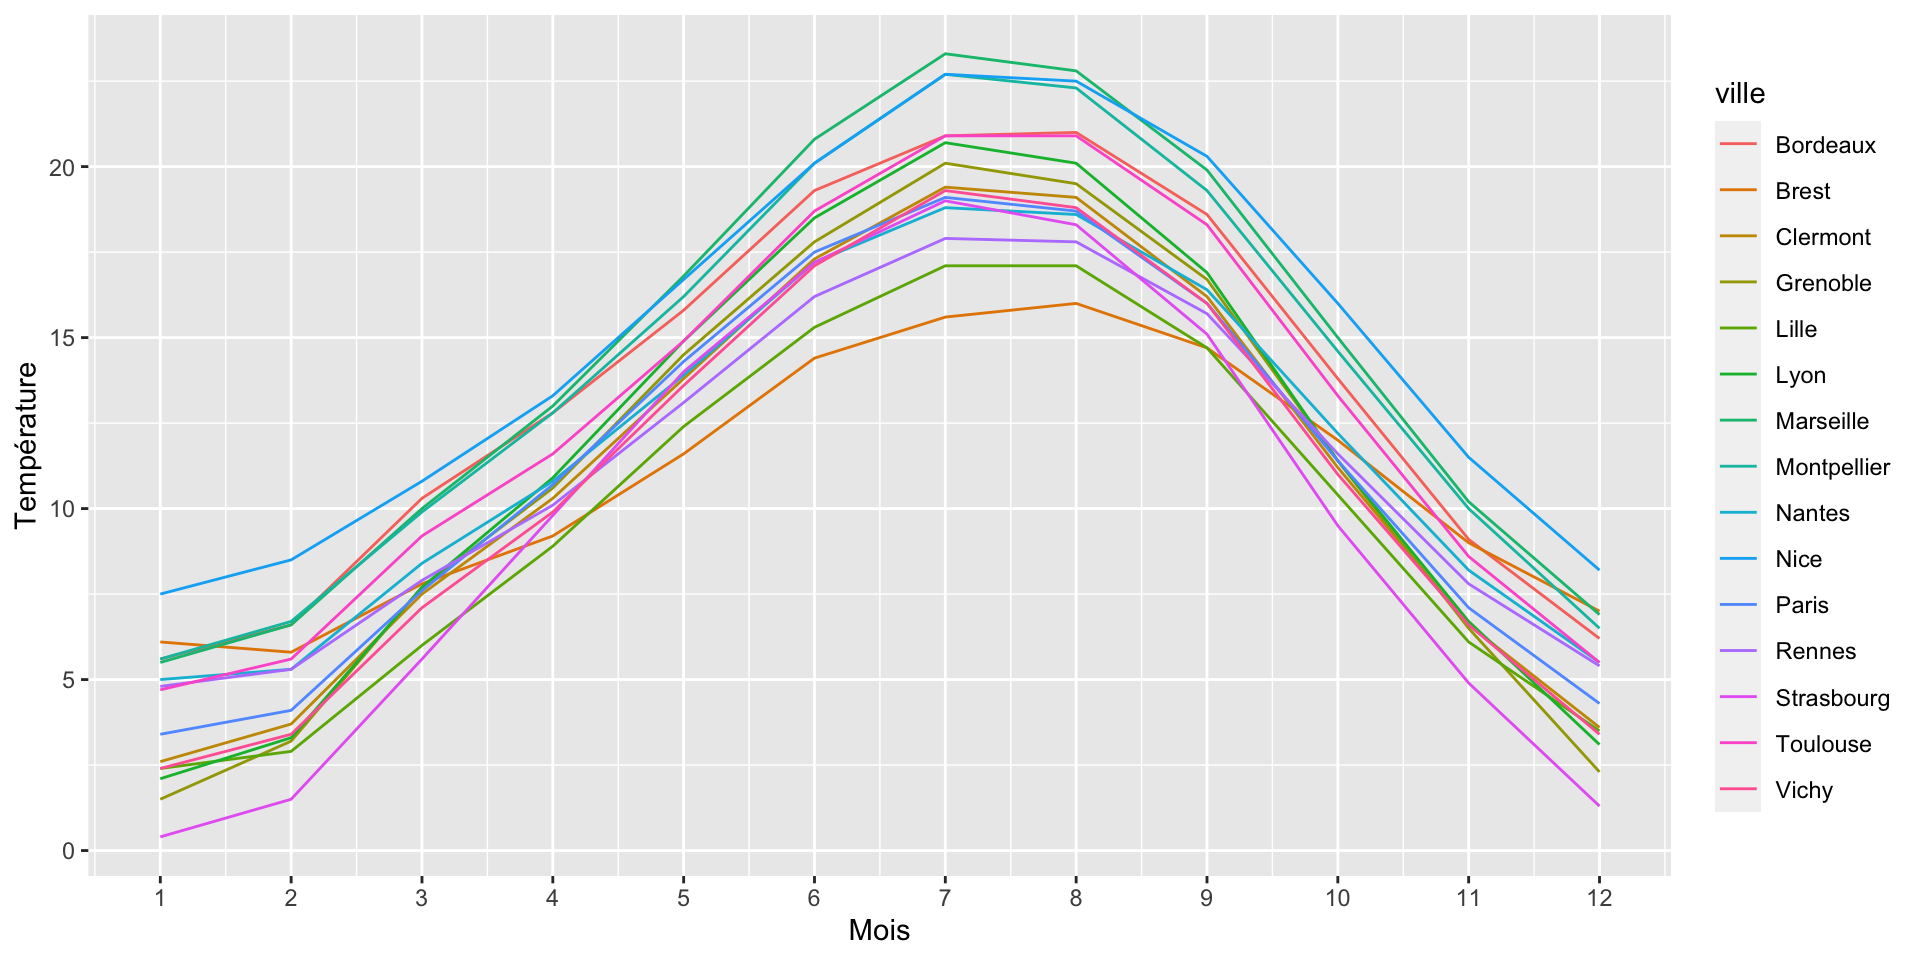 Température
20
15
10
5
0
1 2 3 4 5 6 7 8 9 10 11 12
Mois
ville
Bordeaux
Brest
Clermont
Grenoble
Lille
Lyon
Marseille
Montpellier
Nantes
Nice
Paris
Rennes
Strasbourg
Toulouse
Vichy